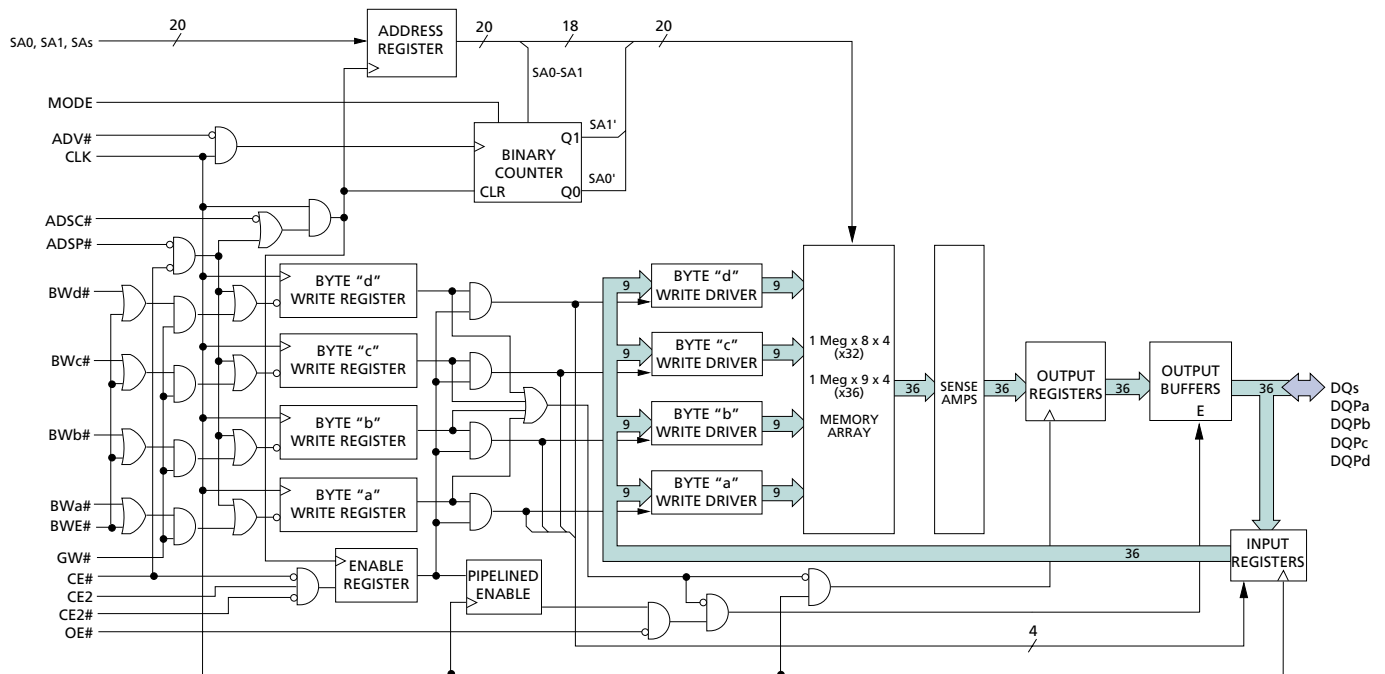 SA0, SA1, SAs
20
ADDRESS
REGISTER
20
18
20
SA0-SA1
MODE
ADV#
CLK
BINARY
COUNTER
Q1
SA1'
CLR
Q0
SA0'
ADSC#
ADSP#
BWd#
BYTE “d”
WRITE REGISTER
9
BYTE “d”
WRITE DRIVER
9
BWc#
BYTE “c”
WRITE REGISTER
9
BYTE “c”
WRITE DRIVER
9
BWb#
BYTE “b”
WRITE REGISTER
9
BYTE “b”
WRITE DRIVER
9
BWa#
BWE#
BYTE “a”
WRITE REGISTER
9
BYTE “a”
WRITE DRIVER
9
1 Meg x 8 x 4
(x32)
1 Meg x 9 x 4
(x36)
MEMORY
ARRAY
36
SENSE
AMPS
36
OUTPUT
REGISTERS
36
OUTPUT
BUFFERS
E
36
DQs
DQPa
DQPb
DQPc
DQPd
GW#
CE#
CE2
CE2#
OE#
ENABLE
REGISTER
PIPELINED
ENABLE
36
INPUT
REGISTERS
4